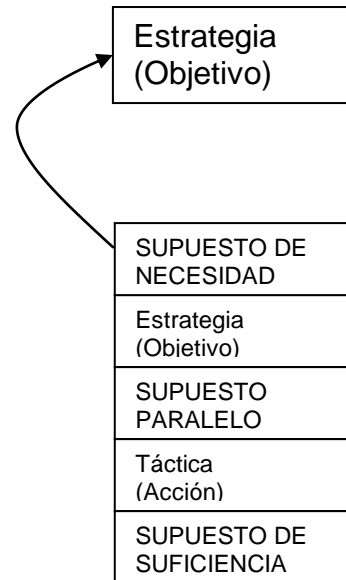 Estrategia
(Objetivo)
SUPUESTO DE
NECESIDAD
Estrategia
(Objetivo)
SUPUESTO
PARALELO
Táctica
(Acción)
SUPUESTO DE
SUFICIENCIA